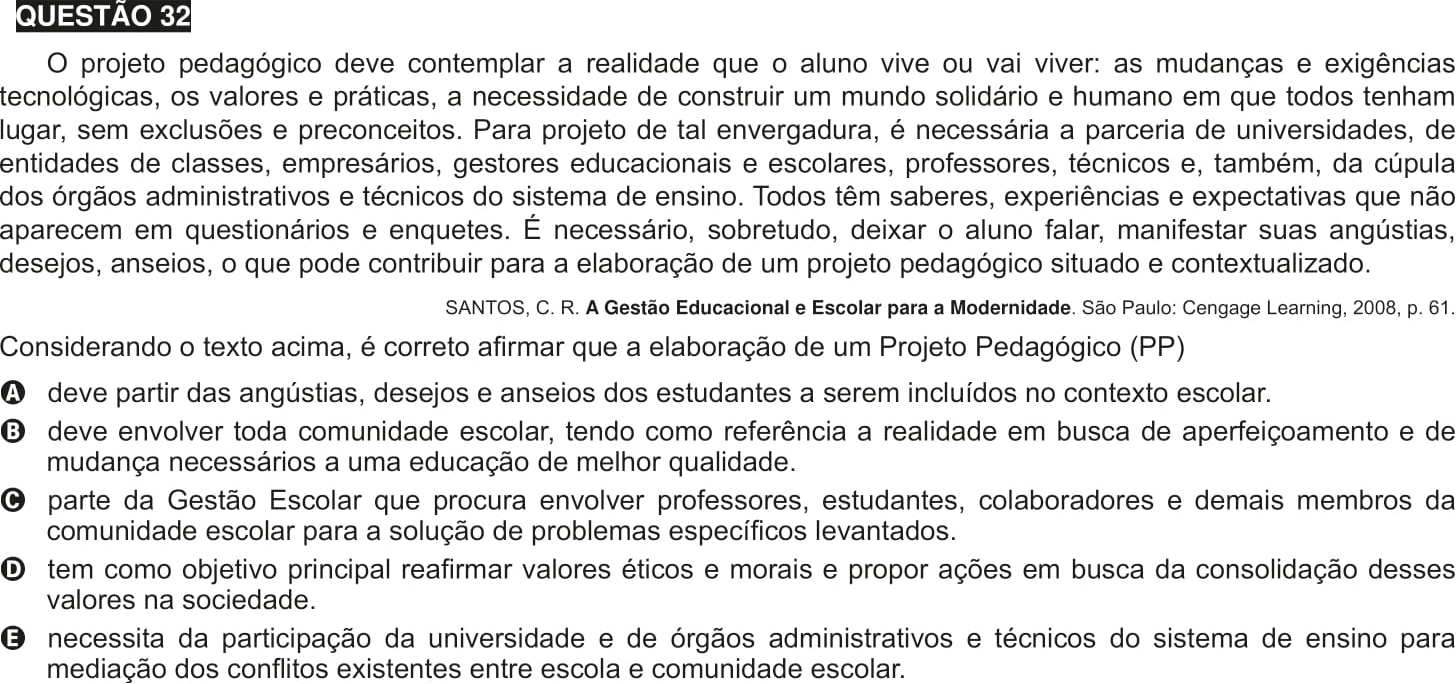 QUESTÃO 32
O projeto pedagógico deve contemplar a realidade que o aluno vive ou vai viver: as mudanças e exigências
tecnológicas, os valores e práticas, a necessidade de construir um mundo solidário e humano em que todos tenham
lugar, sem exclusões e preconceitos. Para projeto de tal envergadura, é necessária a parceria de universidades, de
entidades de classes, empresários, gestores educacionais e escolares, professores, técnicos e, também, da cúpula
dos órgãos administrativos e técnicos do sistema de ensino. Todos têm saberes, experiências e expectativas que não
aparecem em questionários e enquetes. É necessário, sobretudo, deixar o aluno falar, manifestar suas angústias,
desejos, anseios, o que pode contribuir para a elaboração de um projeto pedagógico situado e contextualizado.
SANTOS, C. R. A Gestão Educacional e Escolar para a Modernidade. São Paulo: Cengage Learning, 2008, p. 61.
Considerando o texto acima, é correto afirmar que a elaboração de um Projeto Pedagógico (PP)
A deve partir das angústias, desejos e anseios dos estudantes a serem incluídos no contexto escolar.
B deve envolver toda comunidade escolar, tendo como referência a realidade em busca de aperfeiçoamento e de
mudança necessários a uma educação de melhor qualidade.
C parte da Gestão Escolar que procura envolver professores, estudantes, colaboradores e demais membros da
comunidade escolar para a solução de problemas específicos levantados.
D tem como objetivo principal reafirmar valores éticos e morais e propor ações em busca da consolidação desses
valores na sociedade.
E necessita da participação da universidade e de órgãos administrativos e técnicos do sistema de ensino para
mediação dos conflitos existentes entre escola e comunidade escolar.